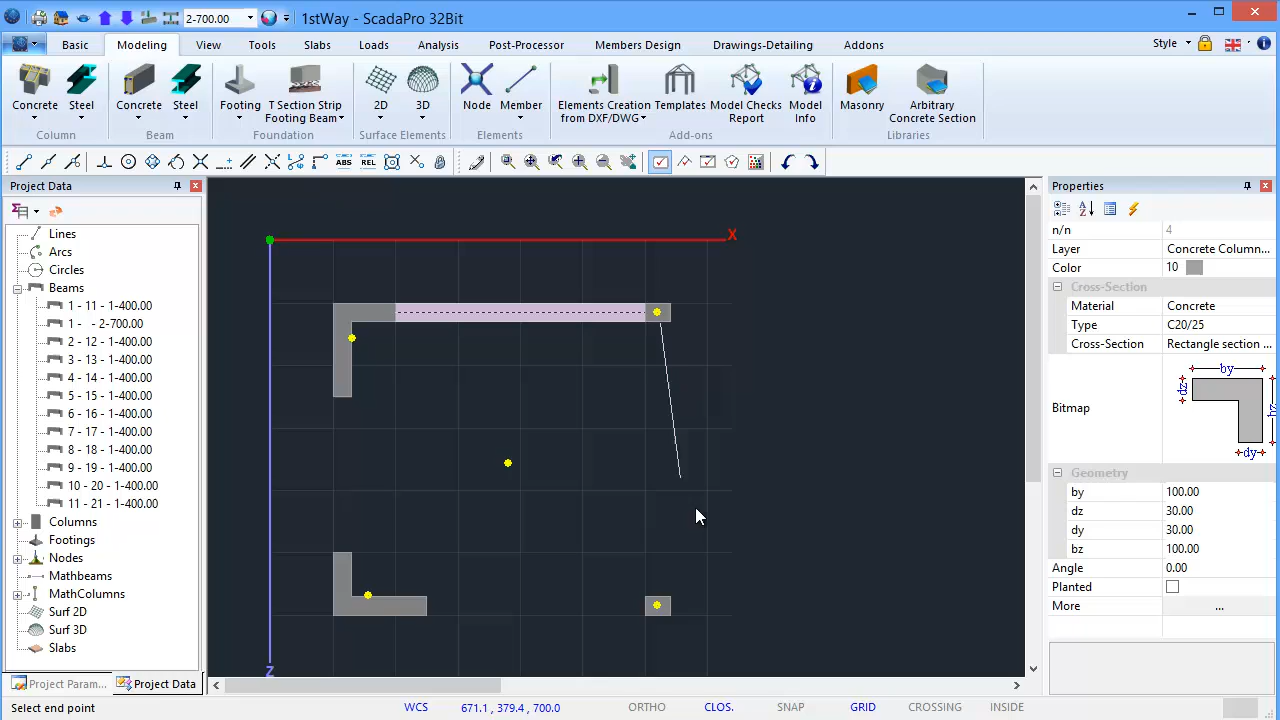 2-700.00
1stWay - ScadaPro 32Bit
Basic Modeling View Tools Slabs Loads Analysis Post-Processor Members Design Drawings-Detailing Addons Style
Concrete Steel Concrete Steel Footing T Section Strip Footing Beam 2D 3D Node Member Elements Creation from DXF/DWG Templates Model Checks Report Model Info Masonry Arbitrary Concrete Section
Column Beam Foundation Surface Elements Elements Add-ons Libraries
ABS REL
Project Data
Lines
Arcs
Circles
Beams
1 - 11 - 1-400.00
1 - - 2-700.00
2 - 12 - 1-400.00
3 - 13 - 1-400.00
4 - 14 - 1-400.00
5 - 15 - 1-400.00
6 - 16 - 1-400.00
7 - 17 - 1-400.00
8 - 18 - 1-400.00
9 - 19 - 1-400.00
10 - 20 - 1-400.00
11 - 21 - 1-400.00
Columns
Footings
Nodes
Mathbeams
MathColumns
Surf 2D
Surf 3D
Slabs
Project Param... Project Data
X
Z
Properties
n/n 4
Layer Concrete Column...
Color 10
Cross-Section
Material Concrete
Type C20/25
Cross-Section Rectangle section ...
Bitmap
by
dz
dy
Geometry
by 100.00
dz 30.00
dy 30.00
bz 100.00
Angle 0.00
Planted
More ...
Select end point WCS 671.1 , 379.4 , 700.0 ORTHO CLOS. SNAP GRID CROSSING INSIDE